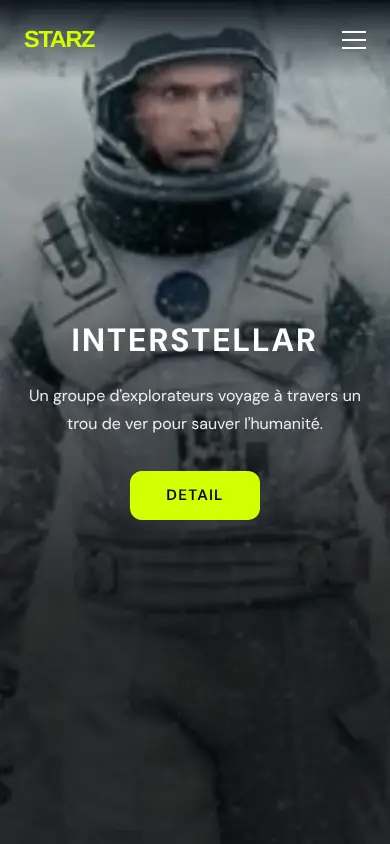 STARZ
INTERSTELLAR
Un groupe d'explorateurs voyage à travers un
trou de ver pour sauver l'humanité.
DETAIL